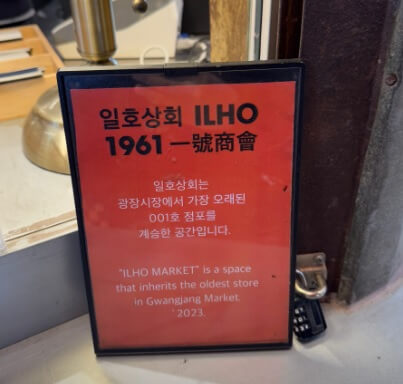 일호상회 ILHO
1961 一號商會
일호상회는
광장시장에서 가장 오래된
001호 점포를
계승한 공간입니다.
"ILHO MARKET" is a space
that inherits the oldest store
in Gwangjang Market.
'2023.